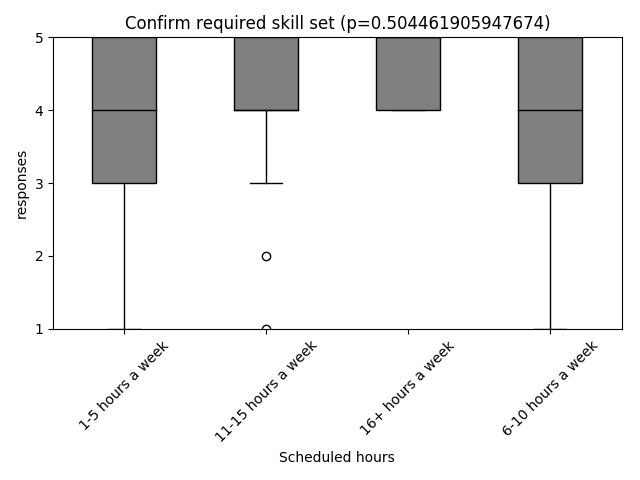 Confirm required skill set (p=0.504461905947674)
5
4
3
2
1
responses
1-5 hours a week
11-15 hours a week
16+ hours a week
6-10 hours a week
Scheduled hours